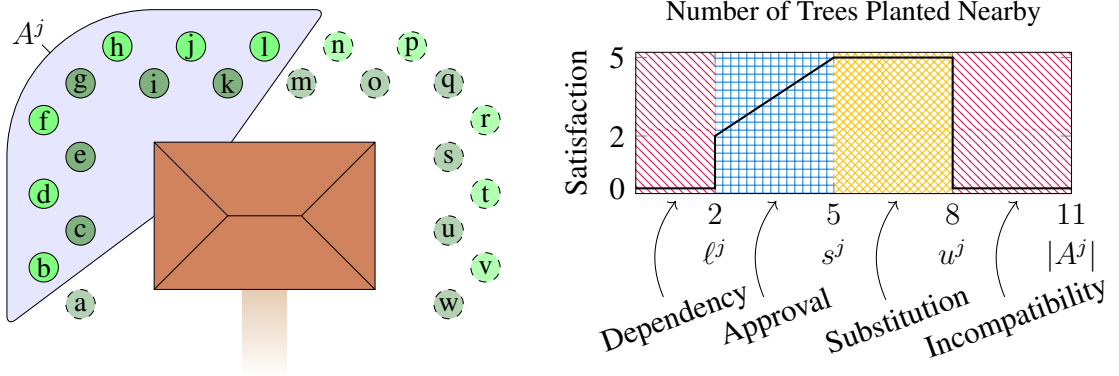 A^j
h j l n p
g i k m o q
f r
e s
d t
c u
b v
a w
Number of Trees Planted Nearby
Satisfaction
5
2
0
2 5 8 11
ℓ^j s^j u^j |A^j|
Dependency
Approval
Substitution
Incompatibility